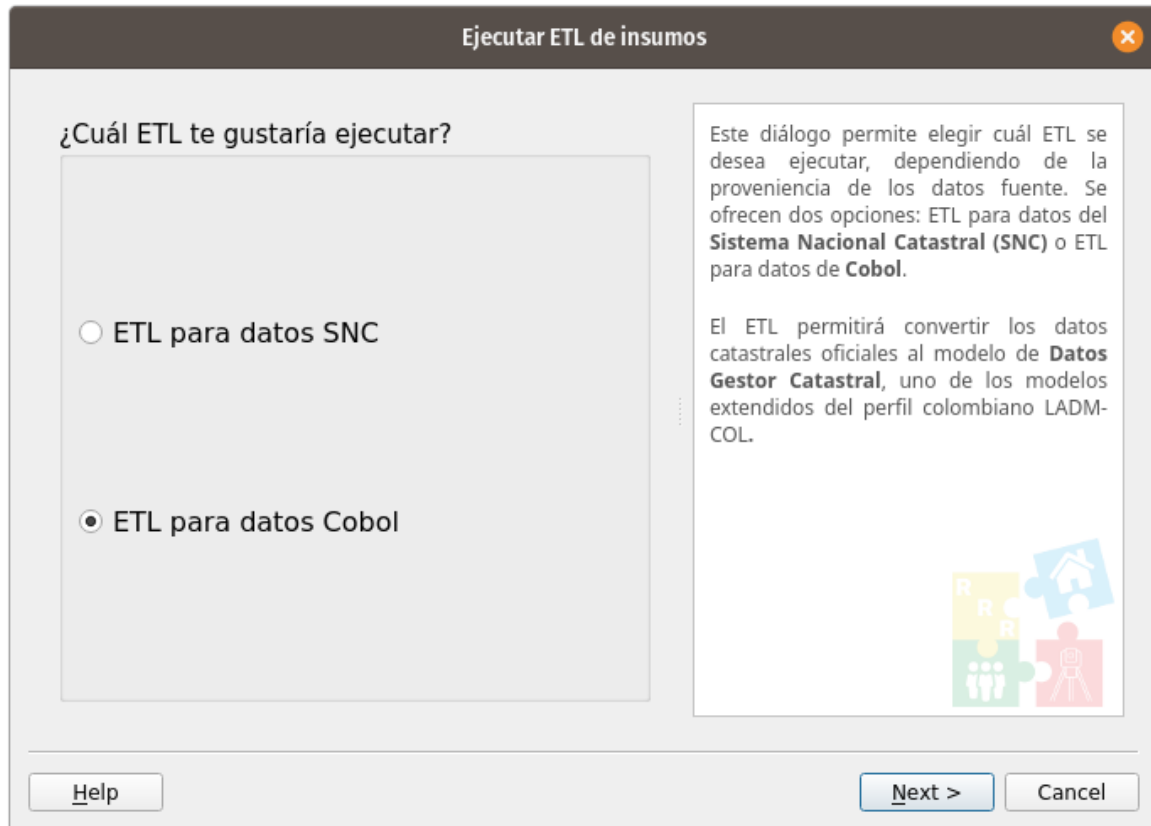 Ejecutar ETL de insumos
¿Cuál ETL te gustaría ejecutar?
ETL para datos SNC
ETL para datos Cobol
Este diálogo permite elegir cuál ETL se
desea ejecutar, dependiendo de la
proveniencia de los datos fuente. Se
ofrecen dos opciones: ETL para datos del
Sistema Nacional Catastral (SNC) o ETL
para datos de Cobol.
El ETL permitirá convertir los datos
catastrales oficiales al modelo de Datos
Gestor Catastral, uno de los modelos
extendidos del perfil colombiano LADM-
COL.
R
R
R
Help
Next >
Cancel